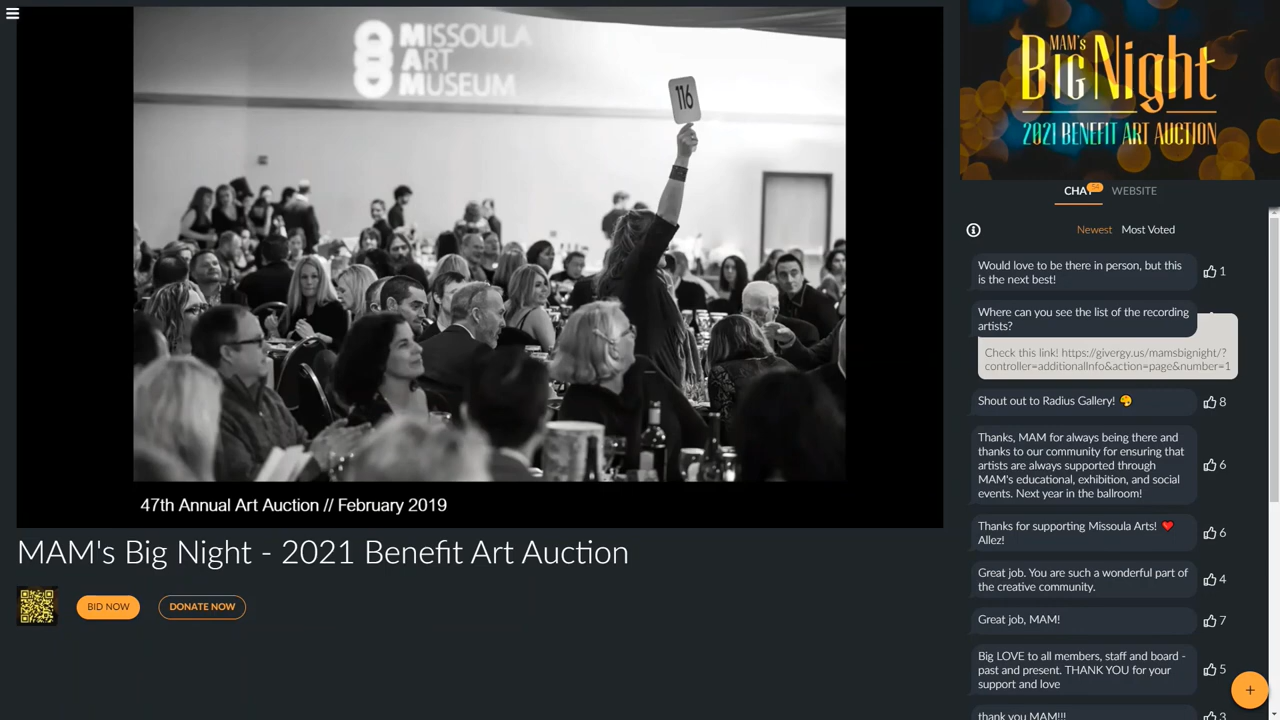 MISSOULA
ART
MUSEUM
116
47th Annual Art Auction // February 2019
MAM's Big Night - 2021 Benefit Art Auction
BID NOW
DONATE NOW
MAM's
BIG Night
2021 BENEFIT ART AUCTION
CHAT 54 WEBSITE
Newest Most Voted
Would love to be there in person, but this
is the next best!
1
Where can you see the list of the recording
artists?
Check this link! https://givergy.us/mamsbignight/?
controller=additionalInfo&action=page&number=1
Shout out to Radius Gallery!
8
Thanks, MAM for always being there and
thanks to our community for ensuring that
artists are always supported through
MAM's educational, exhibition, and social
events. Next year in the ballroom!
6
Thanks for supporting Missoula Arts! ❤️
Allez!
6
Great job. You are such a wonderful part of
the creative community.
4
Great job, MAM!
7
Big LOVE to all members, staff and board -
past and present. THANK YOU for your
support and love
5
thank you MAM!!!
3
+